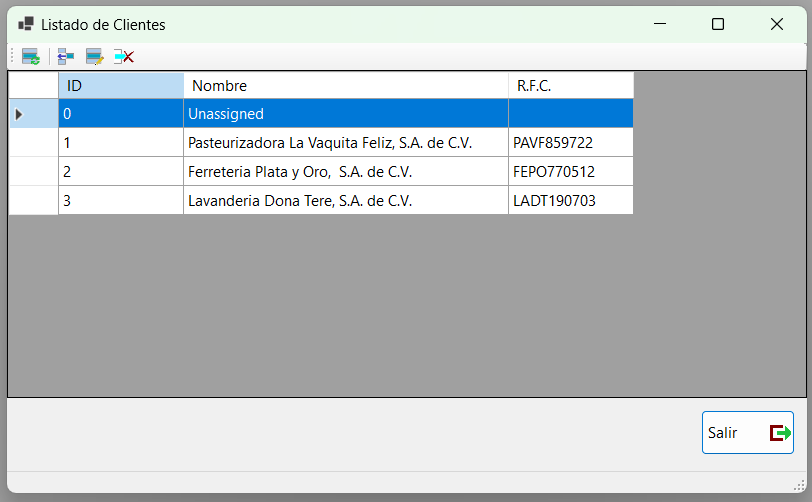 Listado de Clientes
ID Nombre R.F.C.
0 Unassigned
1 Pasteurizadora La Vaquita Feliz, S.A. de C.V. PAVF859722
2 Ferreteria Plata y Oro,  S.A. de C.V. FEPO770512
3 Lavanderia Dona Tere, S.A. de C.V. LADT190703
Salir